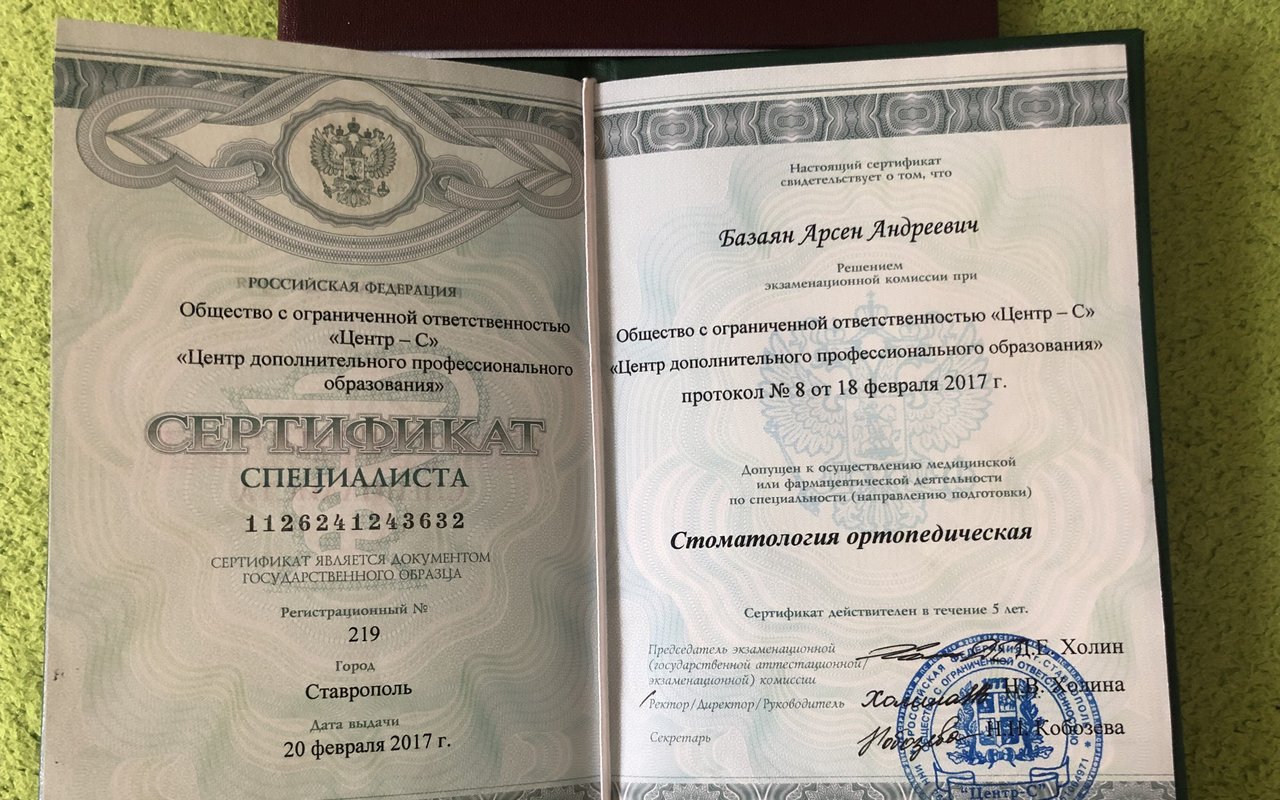 РОССИЙСКАЯ ФЕДЕРАЦИЯ
Общество с ограниченной ответственностью
«Центр – С»
«Центр дополнительного профессионального
образования»
СЕРТИФИКАТ
СПЕЦИАЛИСТА
1126241243632
СЕРТИФИКАТ ЯВЛЯЕТСЯ ДОКУМЕНТОМ
ГОСУДАРСТВЕННОГО ОБРАЗЦА
Регистрационный №
219
Город
Ставрополь
Дата выдачи
20 февраля 2017 г.
Настоящий сертификат
свидетельствует о том, что
Базаян Арсен Андреевич
Решением
экзаменационной комиссии при
Общество с ограниченной ответственностью «Центр – С»
«Центр дополнительного профессионального образования»
протокол № 8 от 18 февраля 2017 г.
Допущен к осуществлению медицинской
или фармацевтической деятельности
по специальности (направлению подготовки)
Стоматология ортопедическая
Сертификат действителен в течение 5 лет.
Председатель экзаменационной
(государственной аттестационной/
экзаменационной) комиссии
Д.Е. Холин
Ректор/Директор/Руководитель
Н.В. Холина
Секретарь
Н.Н. Кобозева
"Центр-С"